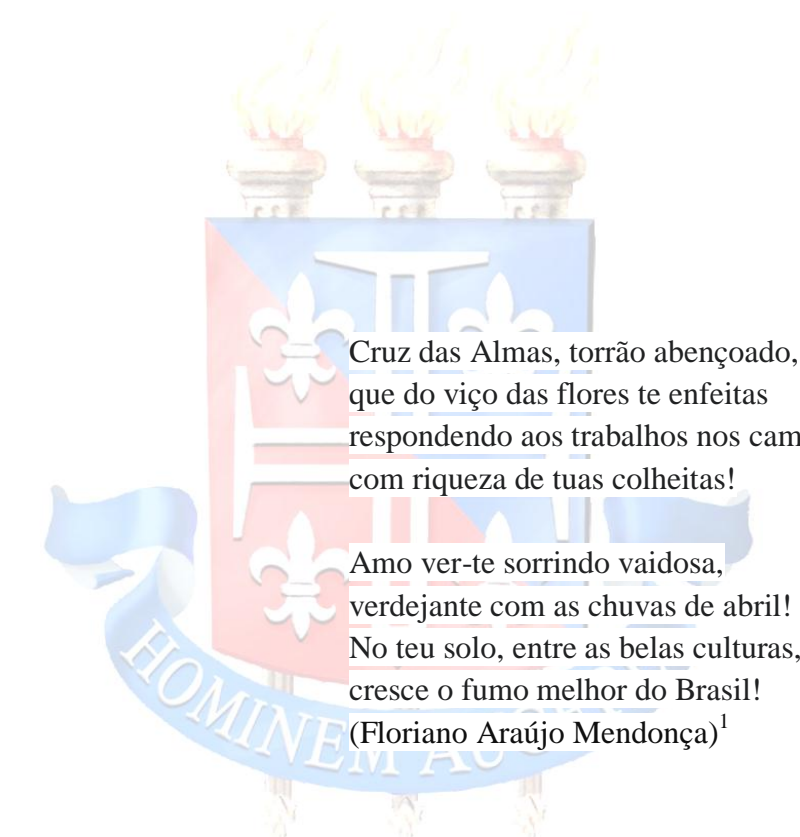 Cruz das Almas, torrão abençoado,
que do viço das flores te enfeitas
respondendo aos trabalhos nos cam
com riqueza de tuas colheitas!
Amo ver-te sorrindo vaidosa,
verdejante com as chuvas de abril!
No teu solo, entre as belas culturas,
cresce o fumo melhor do Brasil!
(Floriano Araújo Mendonça)1
HOMINEM